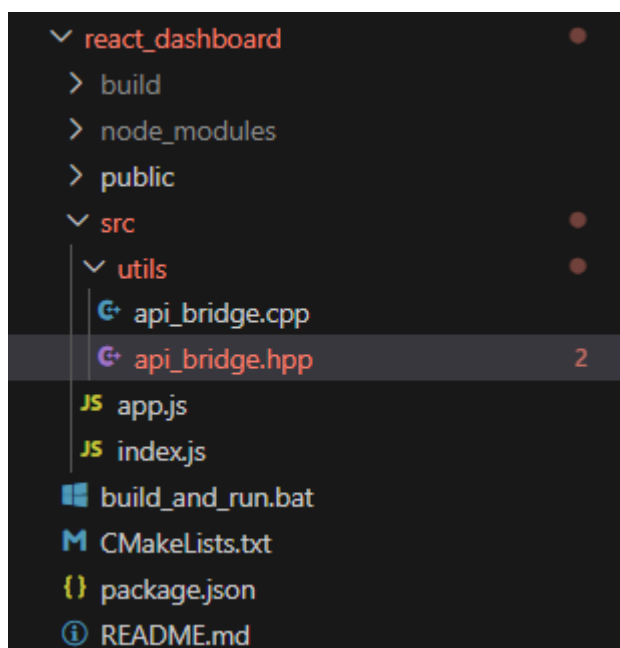 react_dashboard
build
node_modules
public
src
utils
api_bridge.cpp
api_bridge.hpp 2
JS app.js
JS index.js
build_and_run.bat
M CMakeLists.txt
{} package.json
README.md